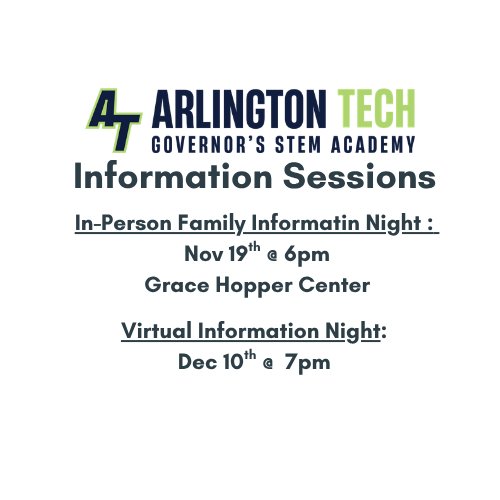 AT ARLINGTON TECH
GOVERNOR'S STEM ACADEMY
Information Sessions
In-Person Family Informatin Night :
Nov 19th @ 6pm
Grace Hopper Center
Virtual Information Night:
Dec 10th @ 7pm